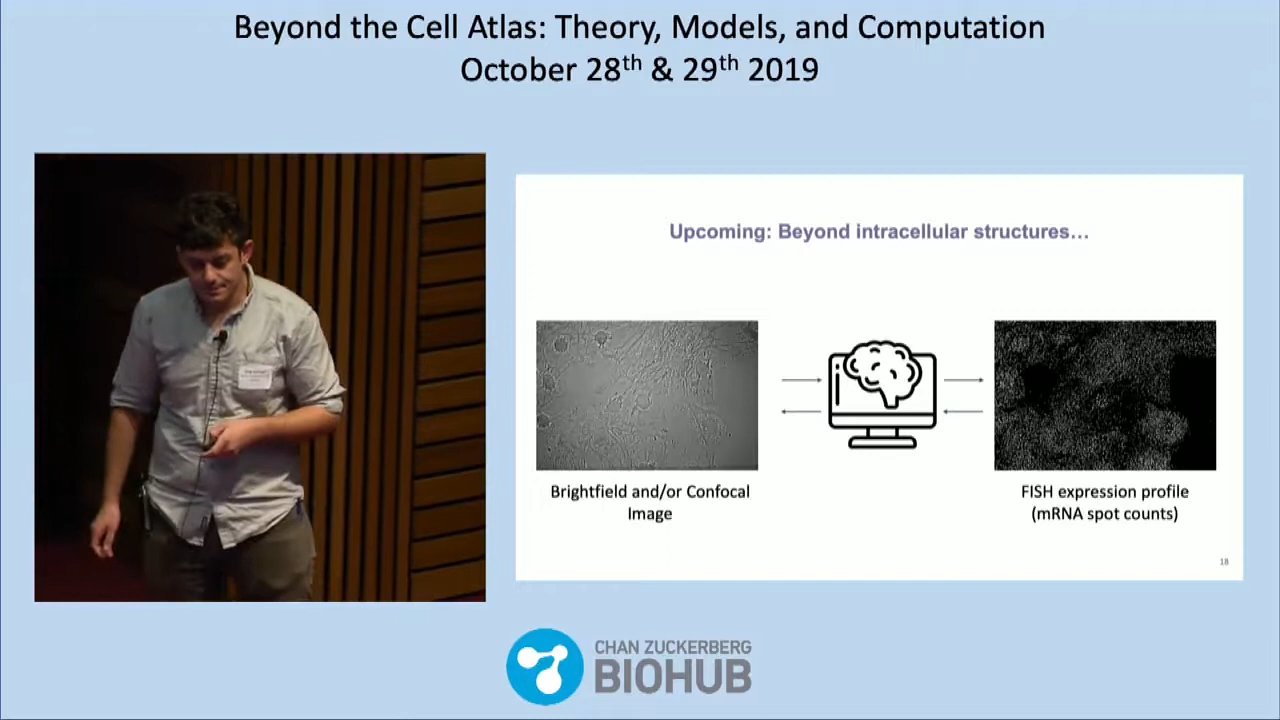 Beyond the Cell Atlas: Theory, Models, and Computation
October 28th & 29th 2019
Upcoming: Beyond intracellular structures…
Brightfield and/or Confocal
Image
FISH expression profile
(mRNA spot counts)
18
CHAN ZUCKERBERG
BIOHUB